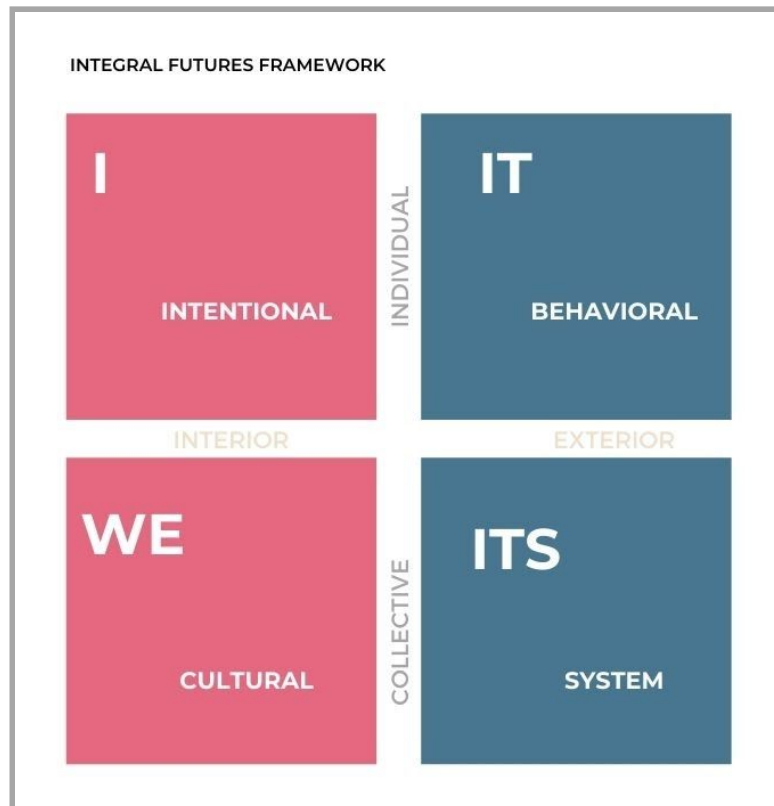 INTEGRAL FUTURES FRAMEWORK
I
INTENTIONAL
INDIVIDUAL
IT
BEHAVIORAL
INTERIOR
EXTERIOR
WE
CULTURAL
COLLECTIVE
ITS
SYSTEM